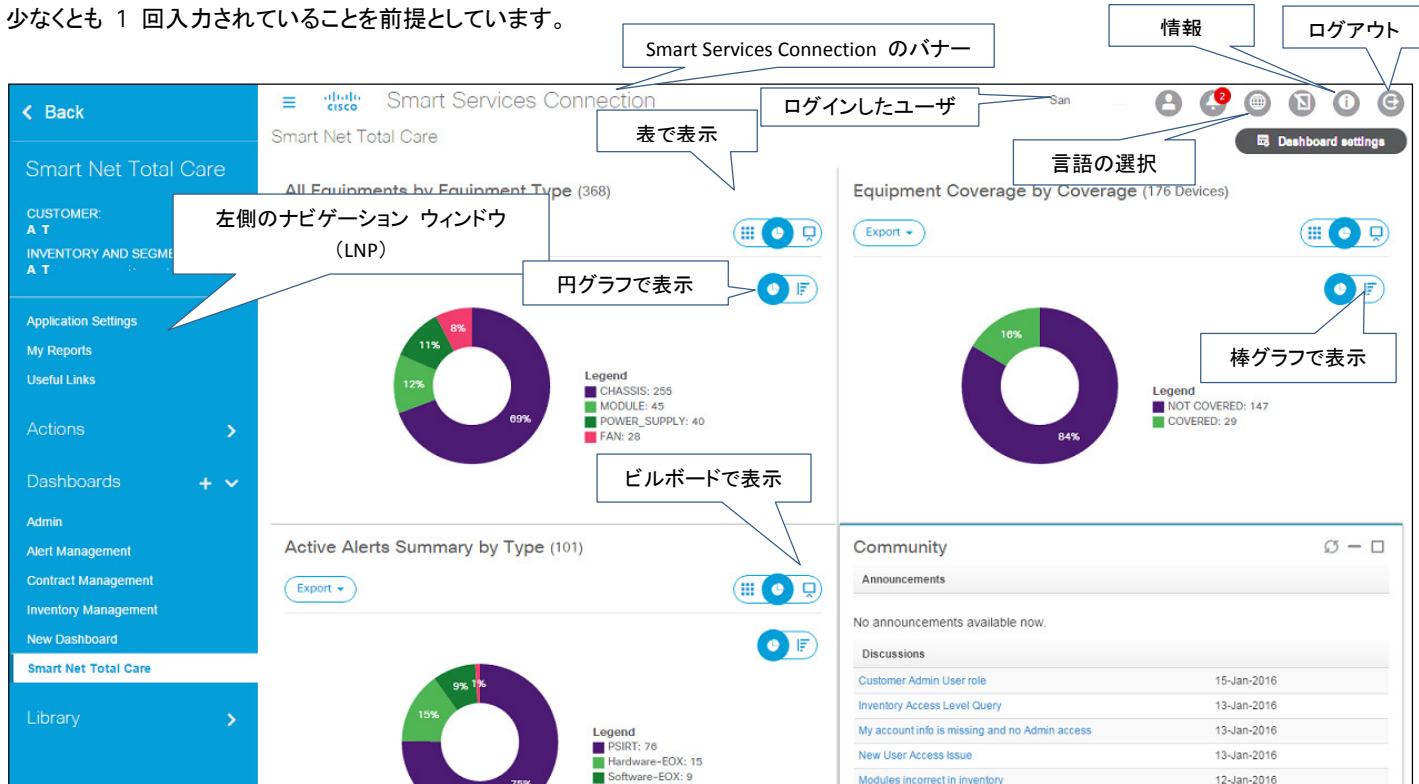 少なくとも 1 回入力されていることを前提としています。
情報
ログアウト
Smart Services Connection のバナー
Back
cisco
Smart Services Connection
ログインしたユーザ
San
2
Smart Net Total Care
表で表示
言語の選択
Dashboard settings
Smart Net Total Care
CUSTOMER:
A T
INVENTORY AND SEGME
A T
左側のナビゲーション ウィンドウ
(LNP)
Application Settings
My Reports
Useful Links
Actions
Dashboards
Admin
Alert Management
Contract Management
Inventory Management
New Dashboard
Smart Net Total Care
Library
All Equipments by Equipment Type (368)
円グラフで表示
8%
11%
12%
69%
Legend
CHASSIS: 255
MODULE: 45
POWER_SUPPLY: 40
FAN: 28
Equipment Coverage by Coverage (176 Devices)
Export
棒グラフで表示
16%
84%
Legend
NOT COVERED: 147
COVERED: 29
ビルボードで表示
Active Alerts Summary by Type (101)
Export
9%
1%
15%
75%
Legend
PSIRT: 76
Hardware-EOX: 15
Software-EOX: 9
Community
Announcements
No announcements available now.
Discussions
Customer Admin User role 15-Jan-2016
Inventory Access Level Query 13-Jan-2016
My account info is missing and no Admin access 13-Jan-2016
New User Access Issue 13-Jan-2016
Modules incorrect in inventory 12-Jan-2016